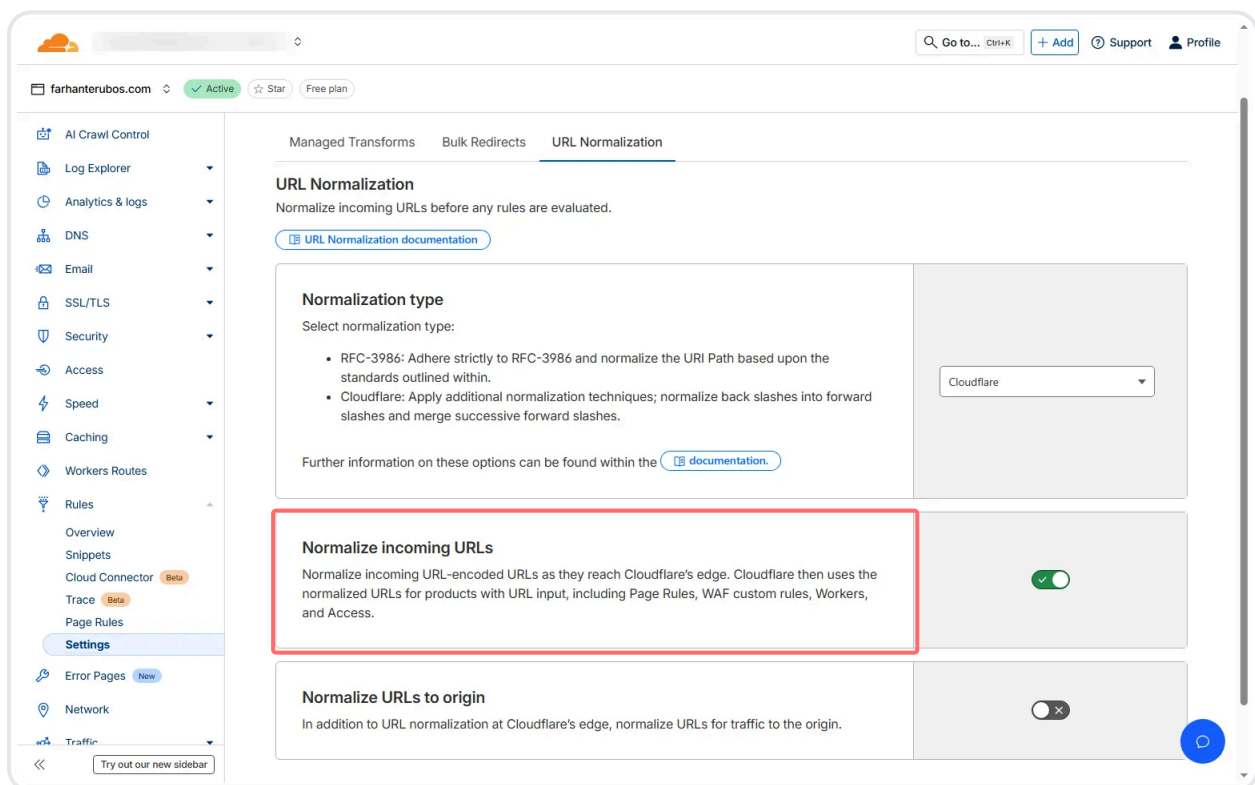 Go to... Ctrl+K
+ Add
Support
Profile
farhanterubos.com
Active
Star
Free plan
AI Crawl Control
Log Explorer
Analytics & logs
DNS
Email
SSL/TLS
Security
Access
Speed
Caching
Workers Routes
Rules
Overview
Snippets
Cloud Connector Beta
Trace Beta
Page Rules
Settings
Error Pages New
Network
Traffic
Try out our new sidebar
Managed Transforms
Bulk Redirects
URL Normalization
URL Normalization
Normalize incoming URLs before any rules are evaluated.
URL Normalization documentation
Normalization type
Select normalization type:
• RFC-3986: Adhere strictly to RFC-3986 and normalize the URI Path based upon the
standards outlined within.
• Cloudflare: Apply additional normalization techniques; normalize back slashes into forward
slashes and merge successive forward slashes.
Further information on these options can be found within the documentation.
Cloudflare
Normalize incoming URLs
Normalize incoming URL-encoded URLs as they reach Cloudflare's edge. Cloudflare then uses the
normalized URLs for products with URL input, including Page Rules, WAF custom rules, Workers,
and Access.
Normalize URLs to origin
In addition to URL normalization at Cloudflare's edge, normalize URLs for traffic to the origin.